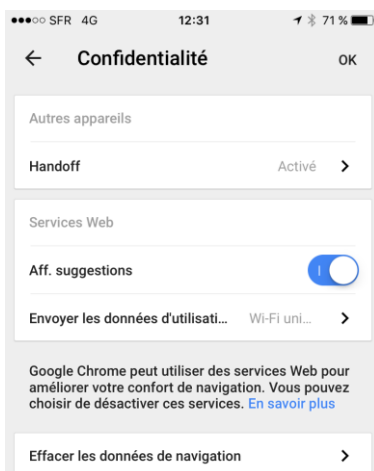 SFR 4G 12:31 71 %
Confidentialité OK
Autres appareils
Handoff Activé
Services Web
Aff. suggestions
Envoyer les données d'utilisati... Wi-Fi uni...
Google Chrome peut utiliser des services Web pour
améliorer votre confort de navigation. Vous pouvez
choisir de désactiver ces services. En savoir plus
Effacer les données de navigation